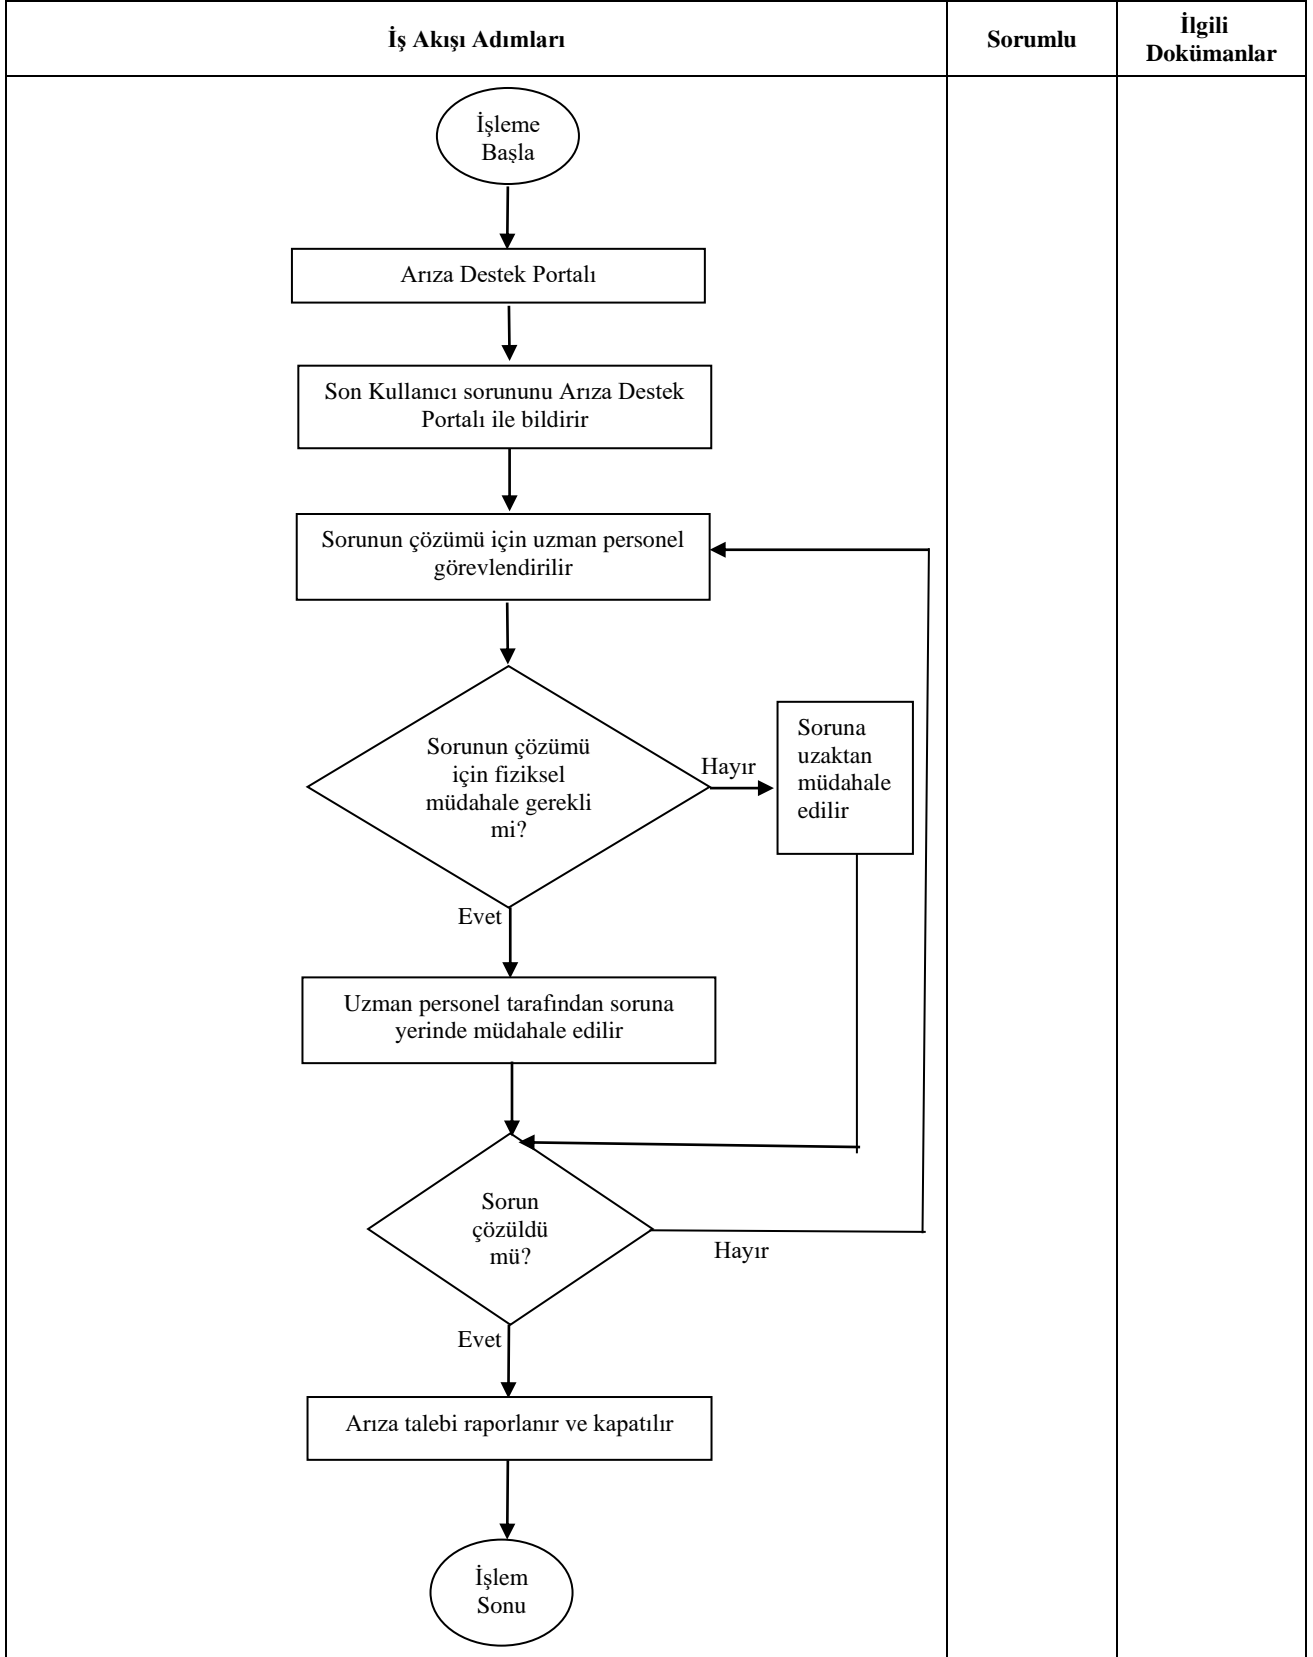 İş Akışı Adımları
Sorumlu
İlgili
Dokümanlar
İşleme
Başla
Arıza Destek Portalı
Son Kullanıcı sorununu Arıza Destek
Portalı ile bildirir
Sorunun çözümü için uzman personel
görevlendirilir
Sorunun çözümü
için fiziksel
müdahale gerekli
mi?
Hayır
Soruna
uzaktan
müdahale
edilir
Evet
Uzman personel tarafından soruna
yerinde müdahale edilir
Sorun
çözüldü
mü?
Hayır
Evet
Arıza talebi raporlanır ve kapatılır
İşlem
Sonu